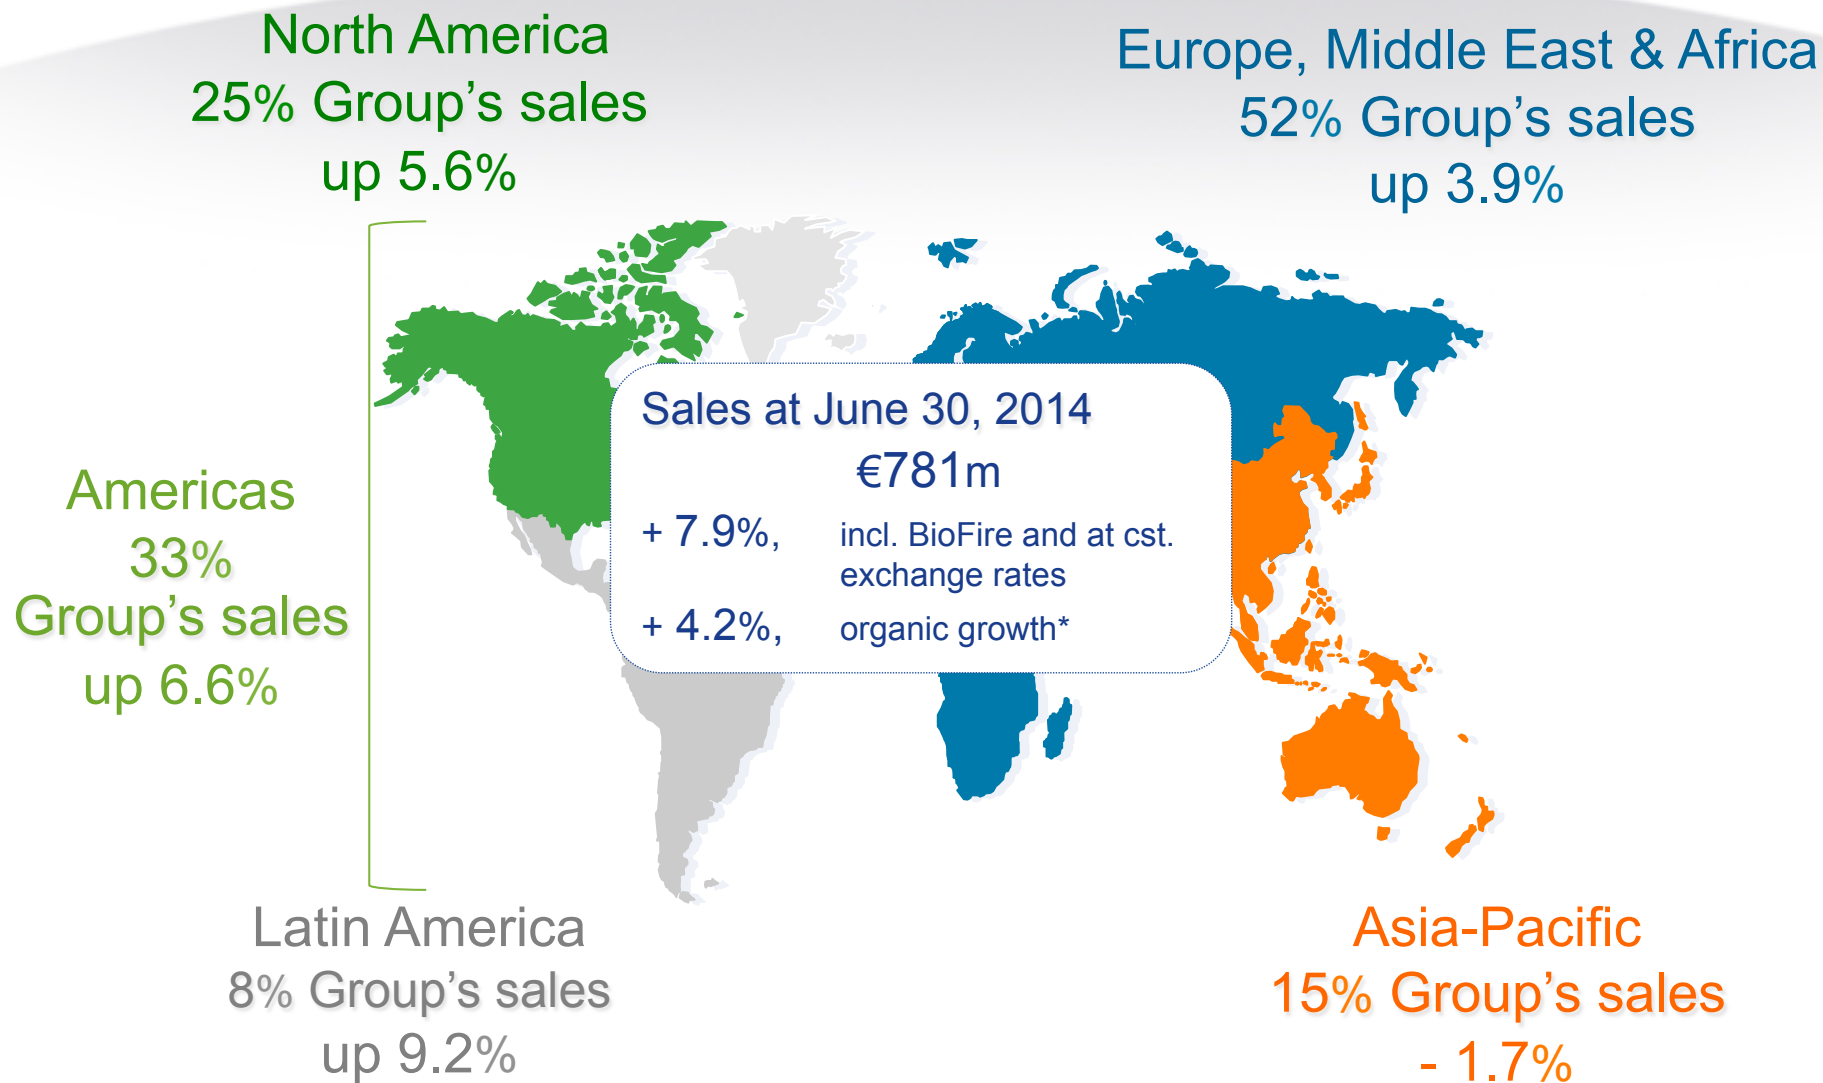 North America
25% Group’s sales
up 5.6%
Europe, Middle East & Africa
52% Group’s sales
up 3.9%
Americas
33%
Group’s sales
up 6.6%
Sales at June 30, 2014
€781m
+ 7.9%, incl. BioFire and at cst.
exchange rates
+ 4.2%, organic growth*
Latin America
8% Group’s sales
up 9.2%
Asia-Pacific
15% Group’s sales
- 1.7%